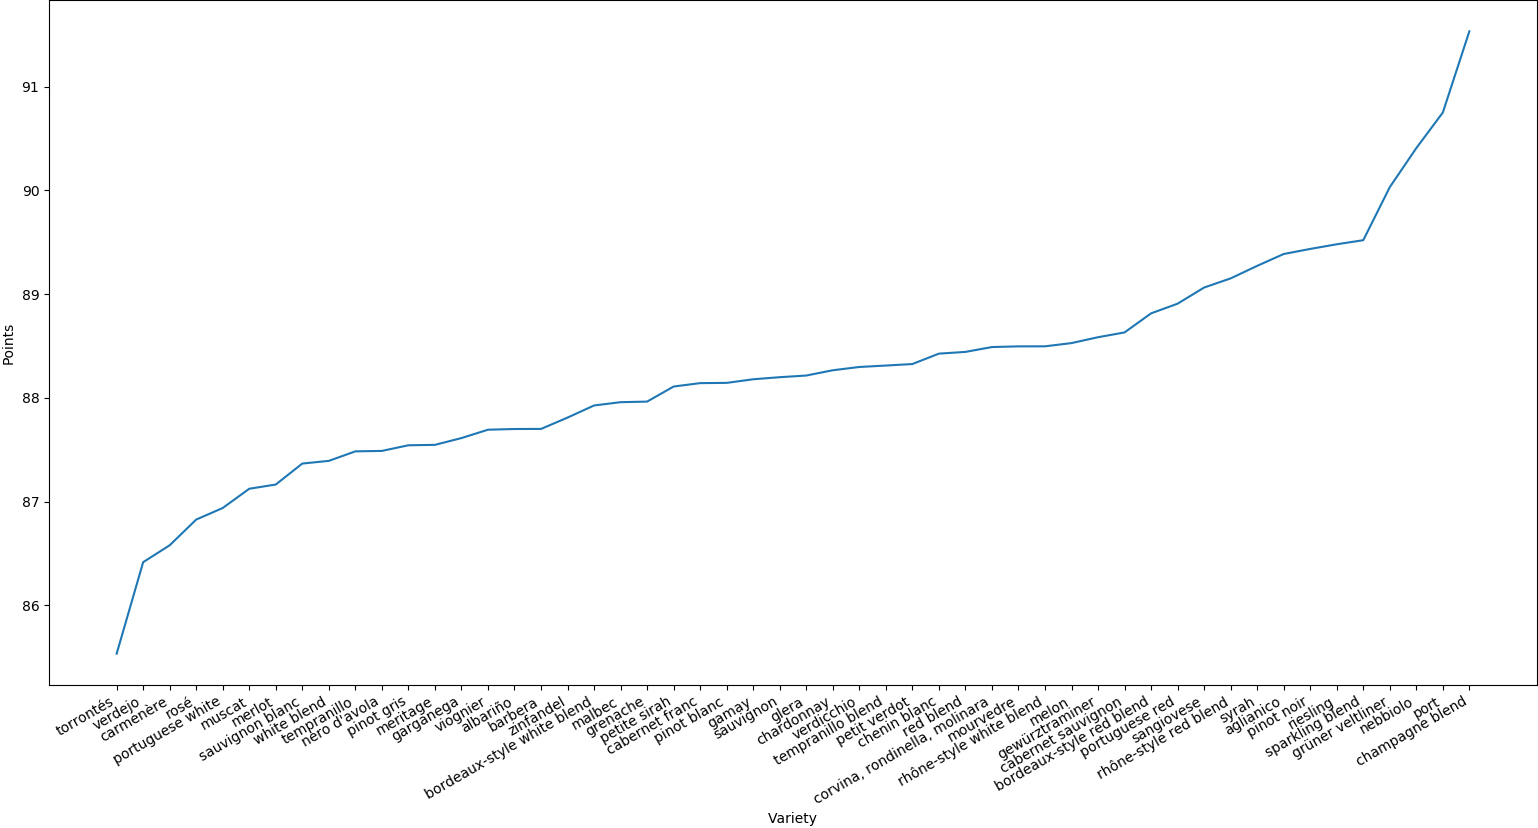 91
90
89
88
87
86
Points
torrontés
verdejo
carmenère
rosé
portuguese white
muscat
merlot
sauvignon blanc
white blend
tempranillo
nero d'avola
pinot gris
meritage
garganega
viognier
albariño
barbera
zinfandel
bordeaux-style white blend
malbec
grenache
petite sirah
cabernet franc
pinot blanc
gamay
sauvignon
glera
chardonnay
verdicchio
tempranillo blend
petit verdot
chenin blanc
red blend
corvina, rondinella, molinara
mourvedre
rhône-style white blend
melon
gewürztraminer
cabernet sauvignon
bordeaux-style red blend
portuguese red
sangiovese
rhône-style red blend
syrah
aglianico
pinot noir
riesling
sparkling blend
grüner veltliner
nebbiolo
port
champagne blend
Variety